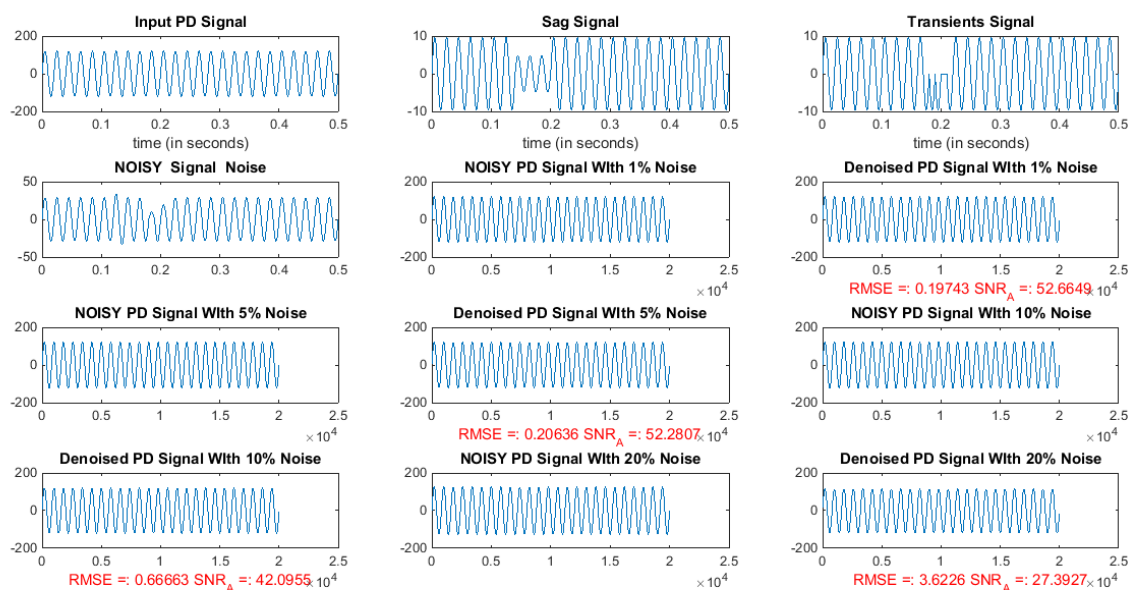 Input PD Signal
Sag Signal
Transients Signal
200
0
-200
0 0.1 0.2 0.3 0.4 0.5
time (in seconds)
10
0
-10
0 0.1 0.2 0.3 0.4 0.5
time (in seconds)
10
0
-10
0 0.1 0.2 0.3 0.4 0.5
time (in seconds)
NOISY Signal Noise
50
0
-50
0 0.1 0.2 0.3 0.4 0.5
NOISY PD Signal WIth 1% Noise
200
0
-200
0 0.5 1 1.5 2 2.5
×10^4
Denoised PD Signal WIth 1% Noise
200
0
-200
0 0.5 1 1.5 2 2.5
RMSE =: 0.19743 SNR_A =: 52.6649 ×10^4
NOISY PD Signal WIth 5% Noise
200
0
-200
0 0.5 1 1.5 2 2.5
×10^4
Denoised PD Signal WIth 5% Noise
200
0
-200
0 0.5 1 1.5 2 2.5
RMSE =: 0.20636 SNR_A =: 52.2807 ×10^4
NOISY PD Signal WIth 10% Noise
200
0
-200
0 0.5 1 1.5 2 2.5
×10^4
Denoised PD Signal WIth 10% Noise
200
0
-200
0 0.5 1 1.5 2 2.5
RMSE =: 0.66663 SNR_A =: 42.0955 ×10^4
NOISY PD Signal WIth 20% Noise
200
0
-200
0 0.5 1 1.5 2 2.5
×10^4
Denoised PD Signal WIth 20% Noise
200
0
-200
0 0.5 1 1.5 2 2.5
RMSE =: 3.6226 SNR_A =: 27.3927 ×10^4